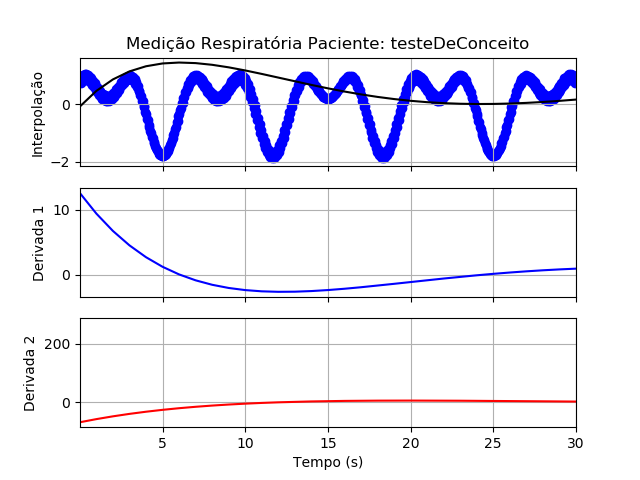 Medição Respiratória Paciente: testeDeConceito
Interpolação
0
−2
Derivada 1
10
0
Derivada 2
200
0
5 10 15 20 25 30
Tempo (s)